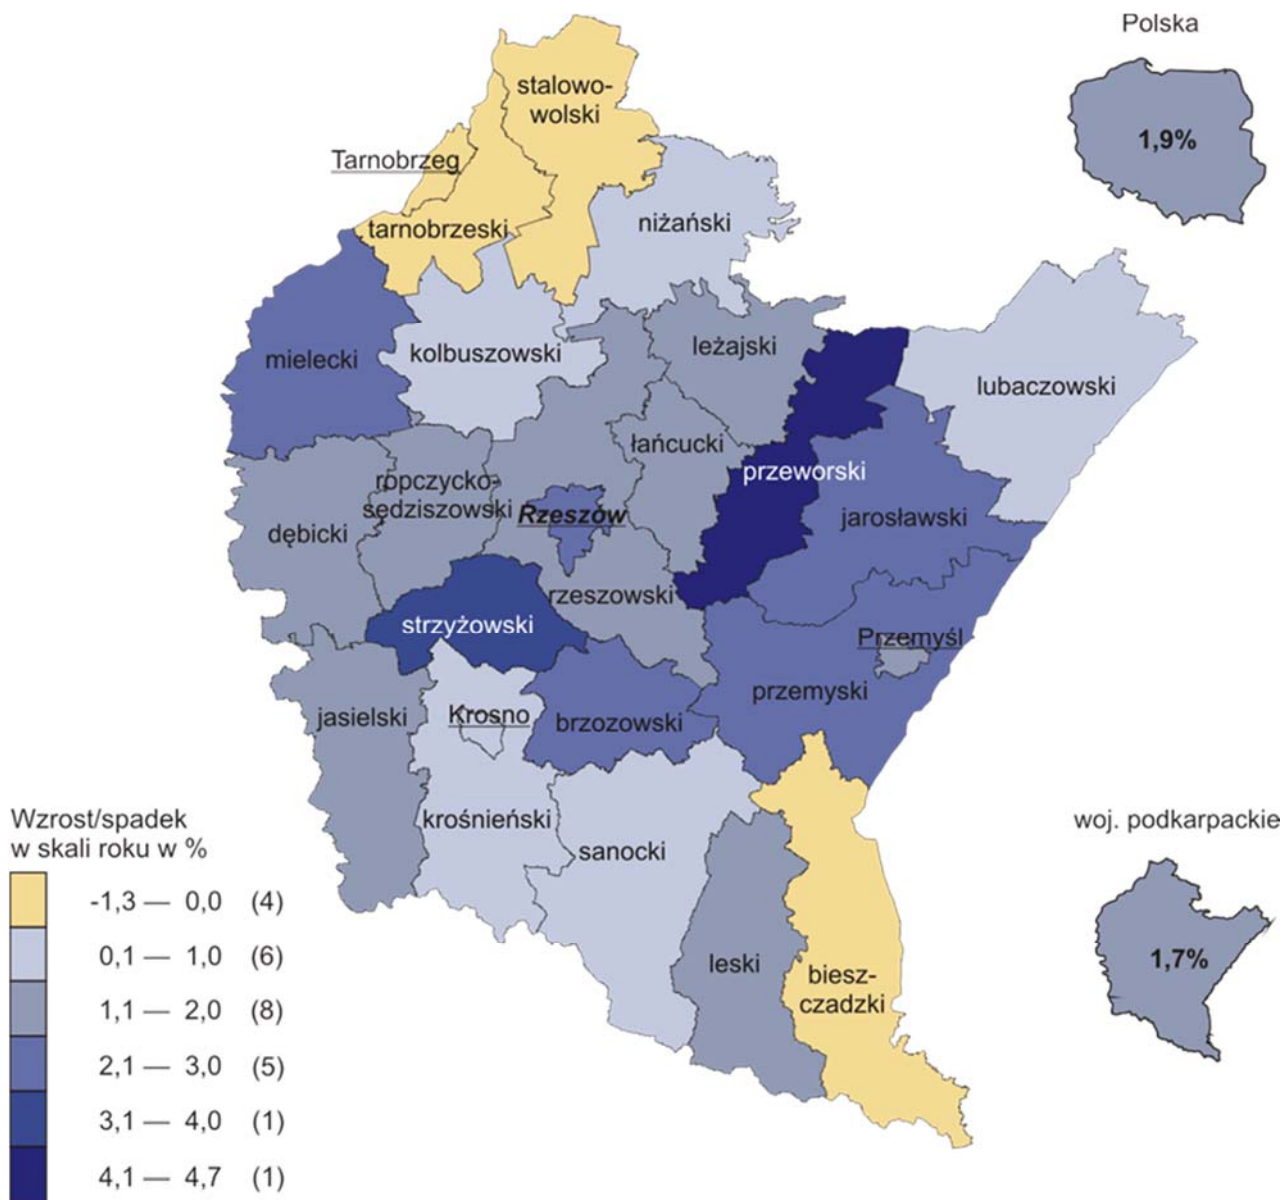 Polska
1,9%
stalowo-
wolski
Tarnobrzeg
tarnobrzeski
niżański
mielecki
kolbuszowski
leżajski
lubaczowski
łańcucki
przeworski
ropczycko-
sędziszowski
Rzeszów
dębicki
jarosławski
rzeszowski
strzyżowski
Przemyśl
przemyski
jasielski
Krosno
brzozowski
krośnieński
sanocki
leski
biesz-
czadzki
woj. podkarpackie
1,7%
Wzrost/spadek
w skali roku w %
-1,3 — 0,0 (4)
0,1 — 1,0 (6)
1,1 — 2,0 (8)
2,1 — 3,0 (5)
3,1 — 4,0 (1)
4,1 — 4,7 (1)